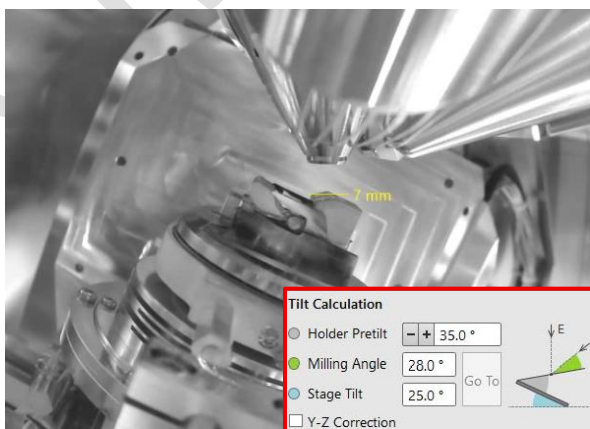 7 mm
Tilt Calculation
Holder Pretilt - + 35.0 °
Milling Angle 28.0 °
Stage Tilt 25.0 °
Go To
Y-Z Correction
E